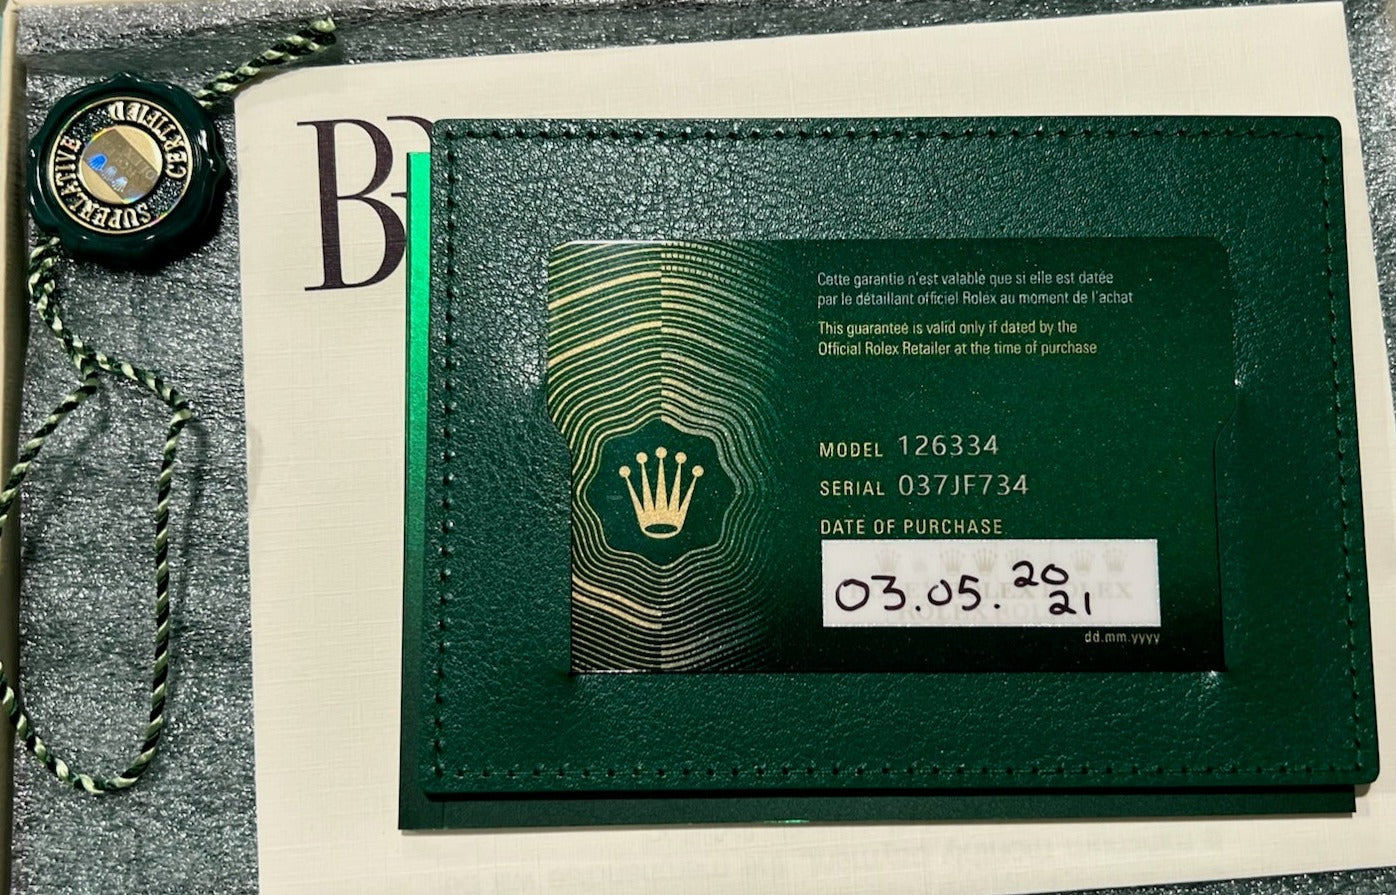 SUPERLATIVE CERTIFIED
B
Cette garantie n'est valable que si elle est datée
par le détaillant officiel Rolex au moment de l'achat
This guarantee is valid only if dated by the
Official Rolex Retailer at the time of purchase
MODEL 126334
SERIAL 037JF734
DATE OF PURCHASE
03.05.2021
dd.mm.yyyy